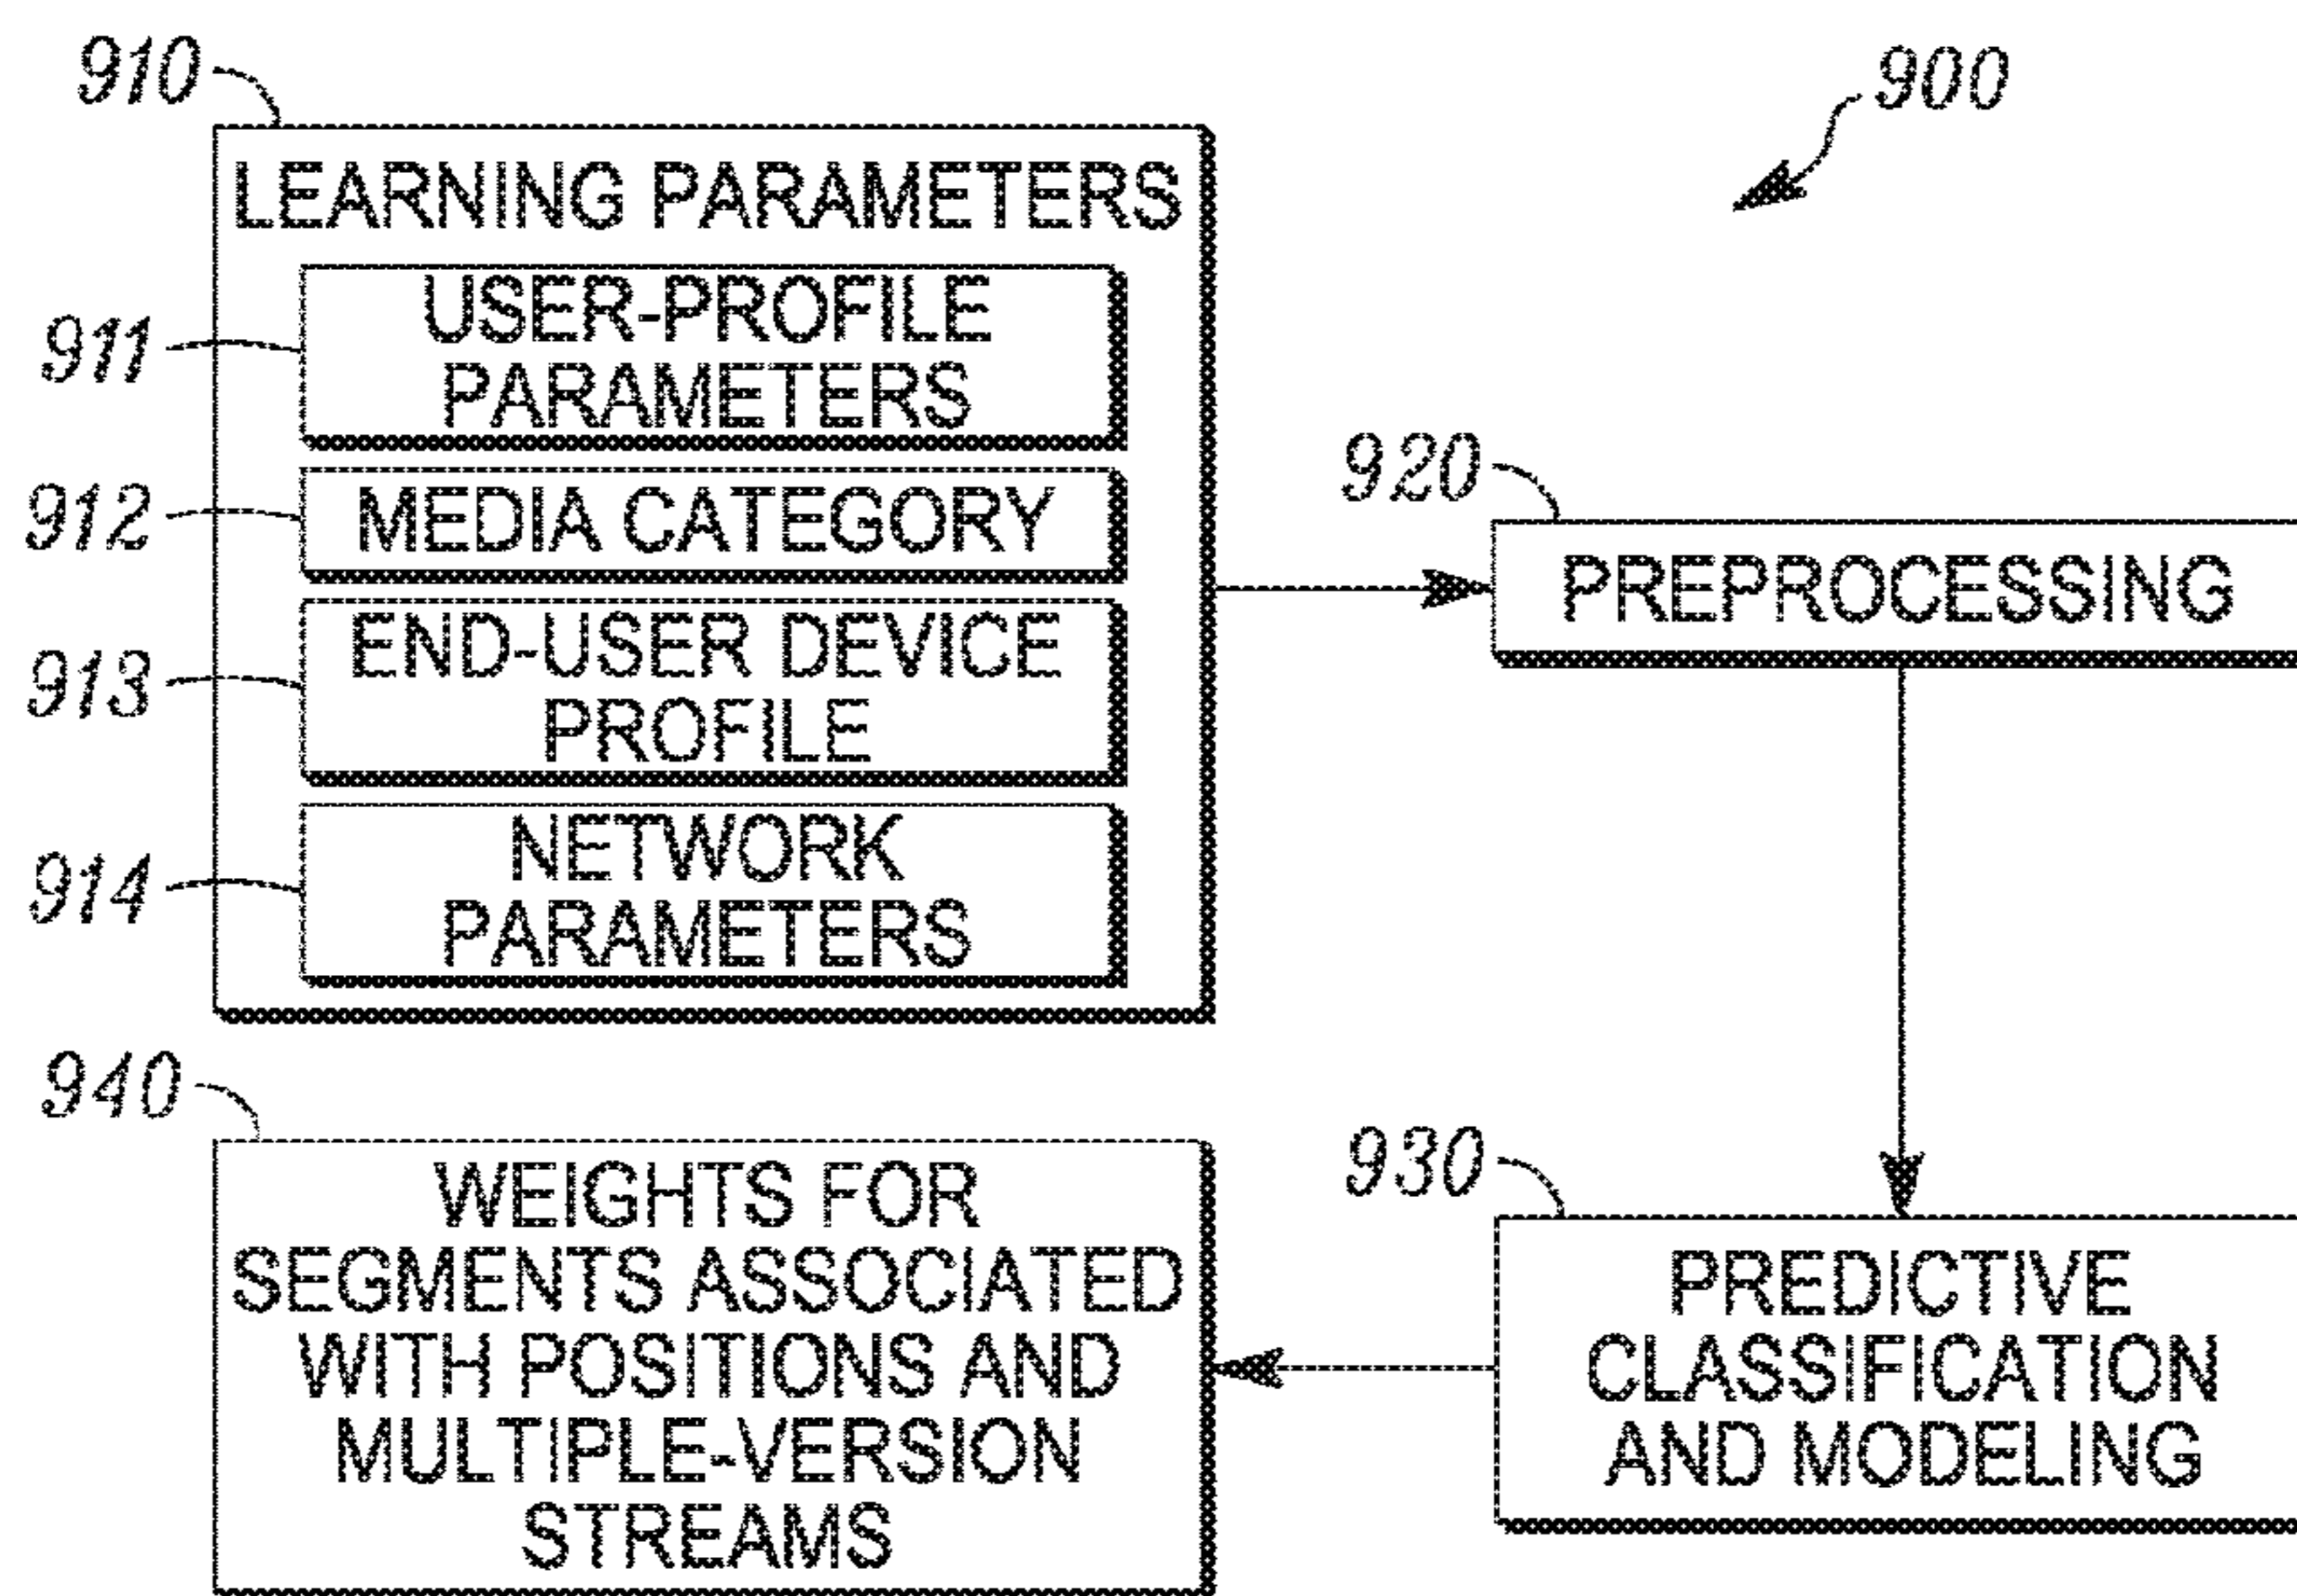 910
900
LEARNING PARAMETERS
911
USER-PROFILE
PARAMETERS
912
MEDIA CATEGORY
913
END-USER DEVICE
PROFILE
914
NETWORK
PARAMETERS
920
PREPROCESSING
930
PREDICTIVE
CLASSIFICATION
AND MODELING
940
WEIGHTS FOR
SEGMENTS ASSOCIATED
WITH POSITIONS AND
MULTIPLE-VERSION
STREAMS